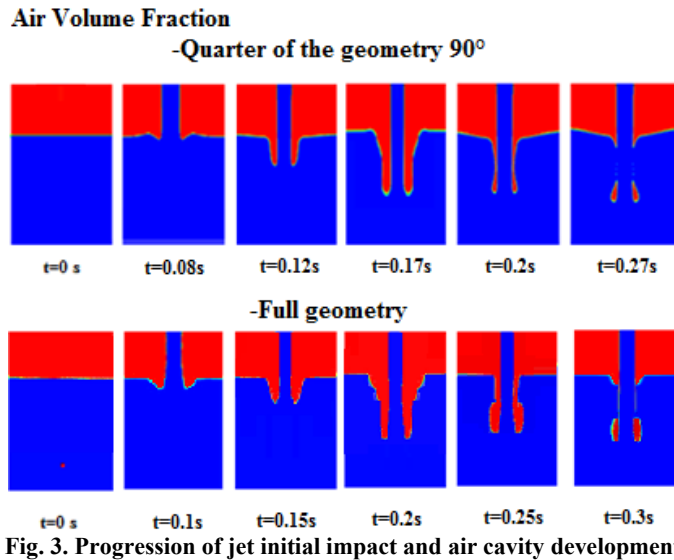 Air Volume Fraction
-Quarter of the geometry 90°
t=0 s t=0.08s t=0.12s t=0.17s t=0.2s t=0.27s
-Full geometry
t=0 s t=0.1s t=0.15s t=0.2s t=0.25s t=0.3s
Fig. 3. Progression of jet initial impact and air cavity developmen